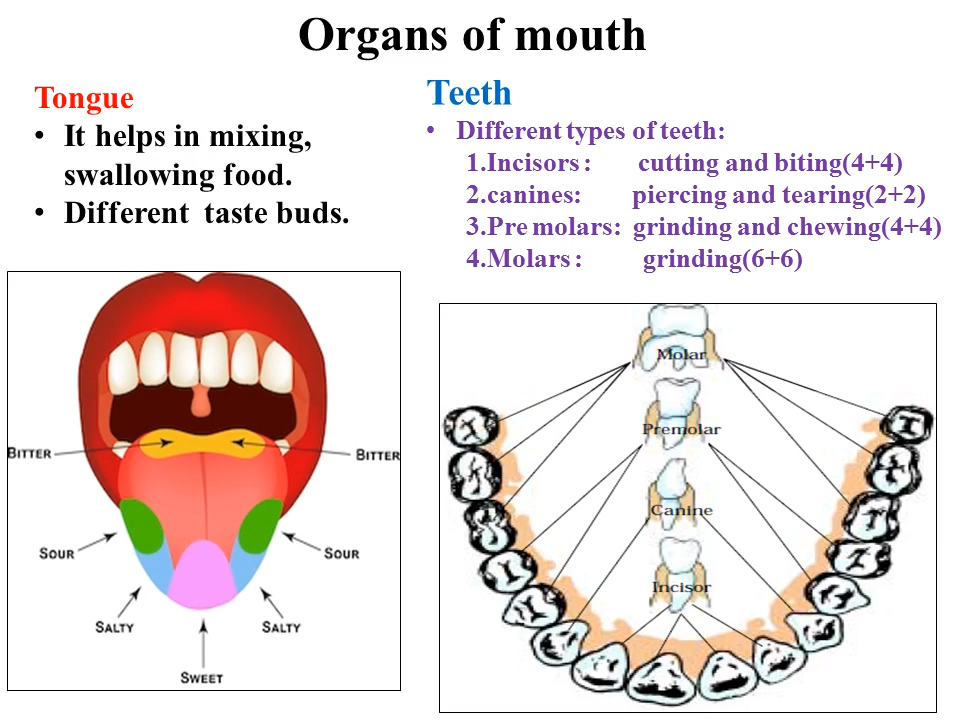 Organs of mouth
Tongue
• It helps in mixing,
swallowing food.
• Different taste buds.
Teeth
• Different types of teeth:
1.Incisors : cutting and biting(4+4)
2.canines: piercing and tearing(2+2)
3.Pre molars: grinding and chewing(4+4)
4.Molars : grinding(6+6)
BITTER
BITTER
SOUR
SOUR
SALTY
SALTY
SWEET
Molar
Premolar
Canine
Incisor